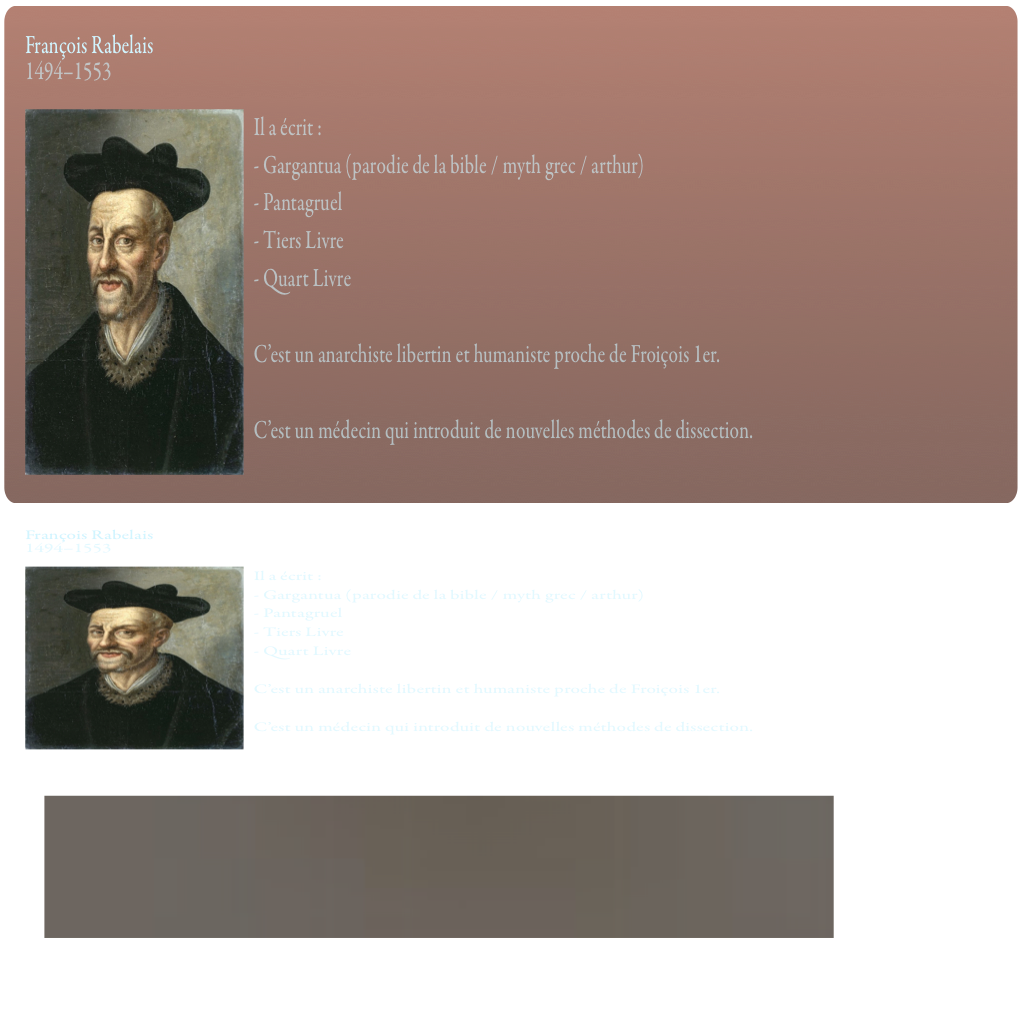 François Rabelais
1494–1553
Il a écrit :
- Gargantua (parodie de la bible / myth grec / arthur)
- Pantagruel
- Tiers Livre
- Quart Livre
C’est un anarchiste libertin et humaniste proche de Froiçois 1er.
C’est un médecin qui introduit de nouvelles méthodes de dissection.
François Rabelais
1494–1553
Il a écrit :
- Gargantua (parodie de la bible / myth grec / arthur)
- Pantagruel
- Tiers Livre
- Quart Livre
C’est un anarchiste libertin et humaniste proche de Froiçois 1er.
C’est un médecin qui introduit de nouvelles méthodes de dissection.